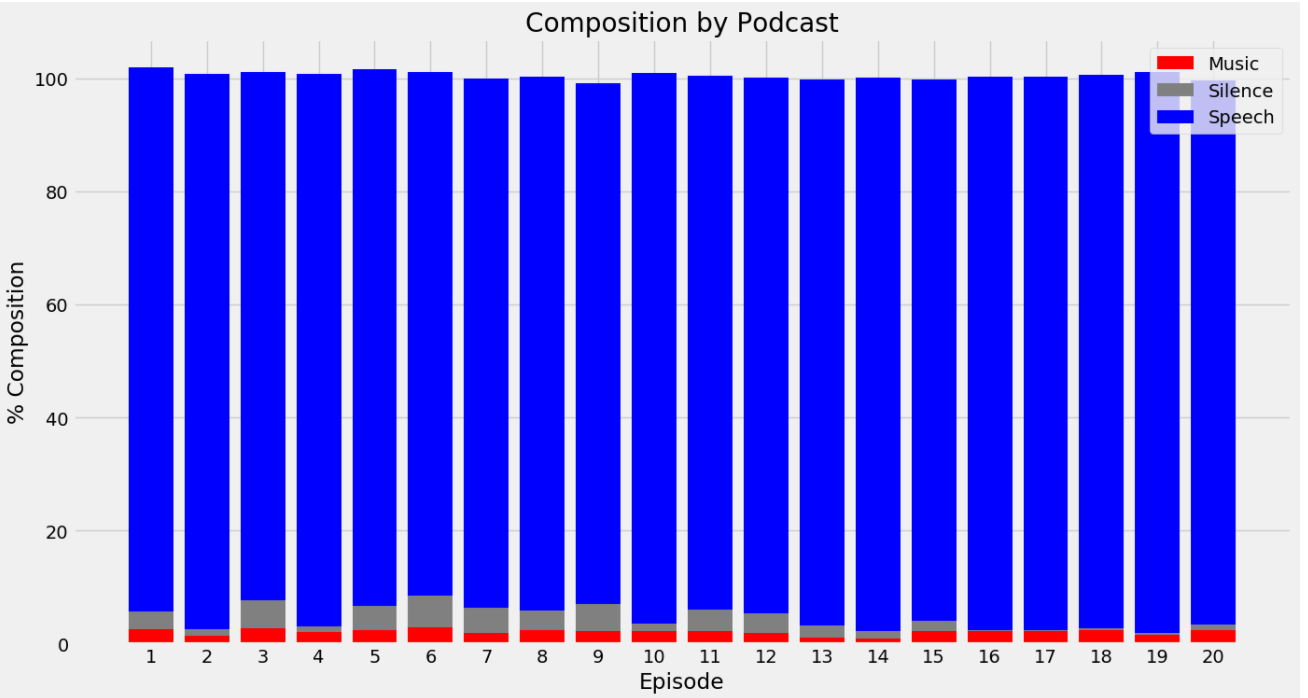 Composition by Podcast
Music
Silence
Speech
% Composition
100
80
60
40
20
0
1 2 3 4 5 6 7 8 9 10 11 12 13 14 15 16 17 18 19 20
Episode